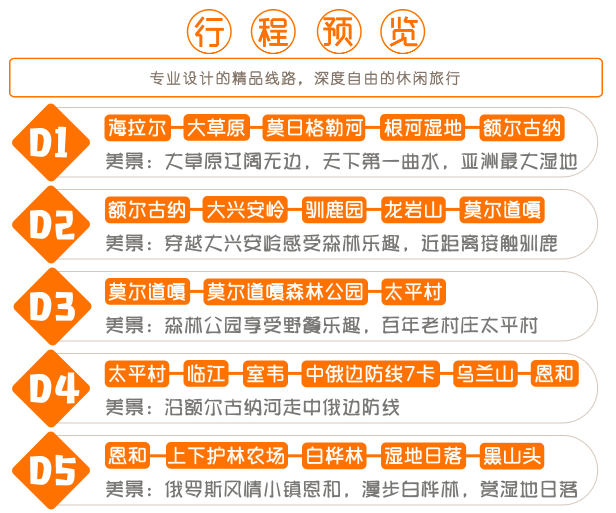 行程预览
专业设计的精品线路，深度自由的休闲旅行
D1
海拉尔 大草原 莫日格勒河 根河湿地 额尔古纳
美景：大草原辽阔无边，天下第一曲水，亚洲最大湿地
D2
额尔古纳 大兴安岭 驯鹿园 龙岩山 莫尔道嘎
美景：穿越大兴安岭感受森林乐趣，近距离接触驯鹿
D3
莫尔道嘎 莫尔道嘎森林公园 太平村
美景：森林公园享受野餐乐趣，百年老村庄太平村
D4
太平村 临江 室韦 中俄边防线7卡 乌兰山 恩和
美景：沿额尔古纳河走中俄边防线
D5
恩和 上下护林农场 白桦林 湿地日落 黑山头
美景：俄罗斯风情小镇恩和，漫步白桦林，赏湿地日落